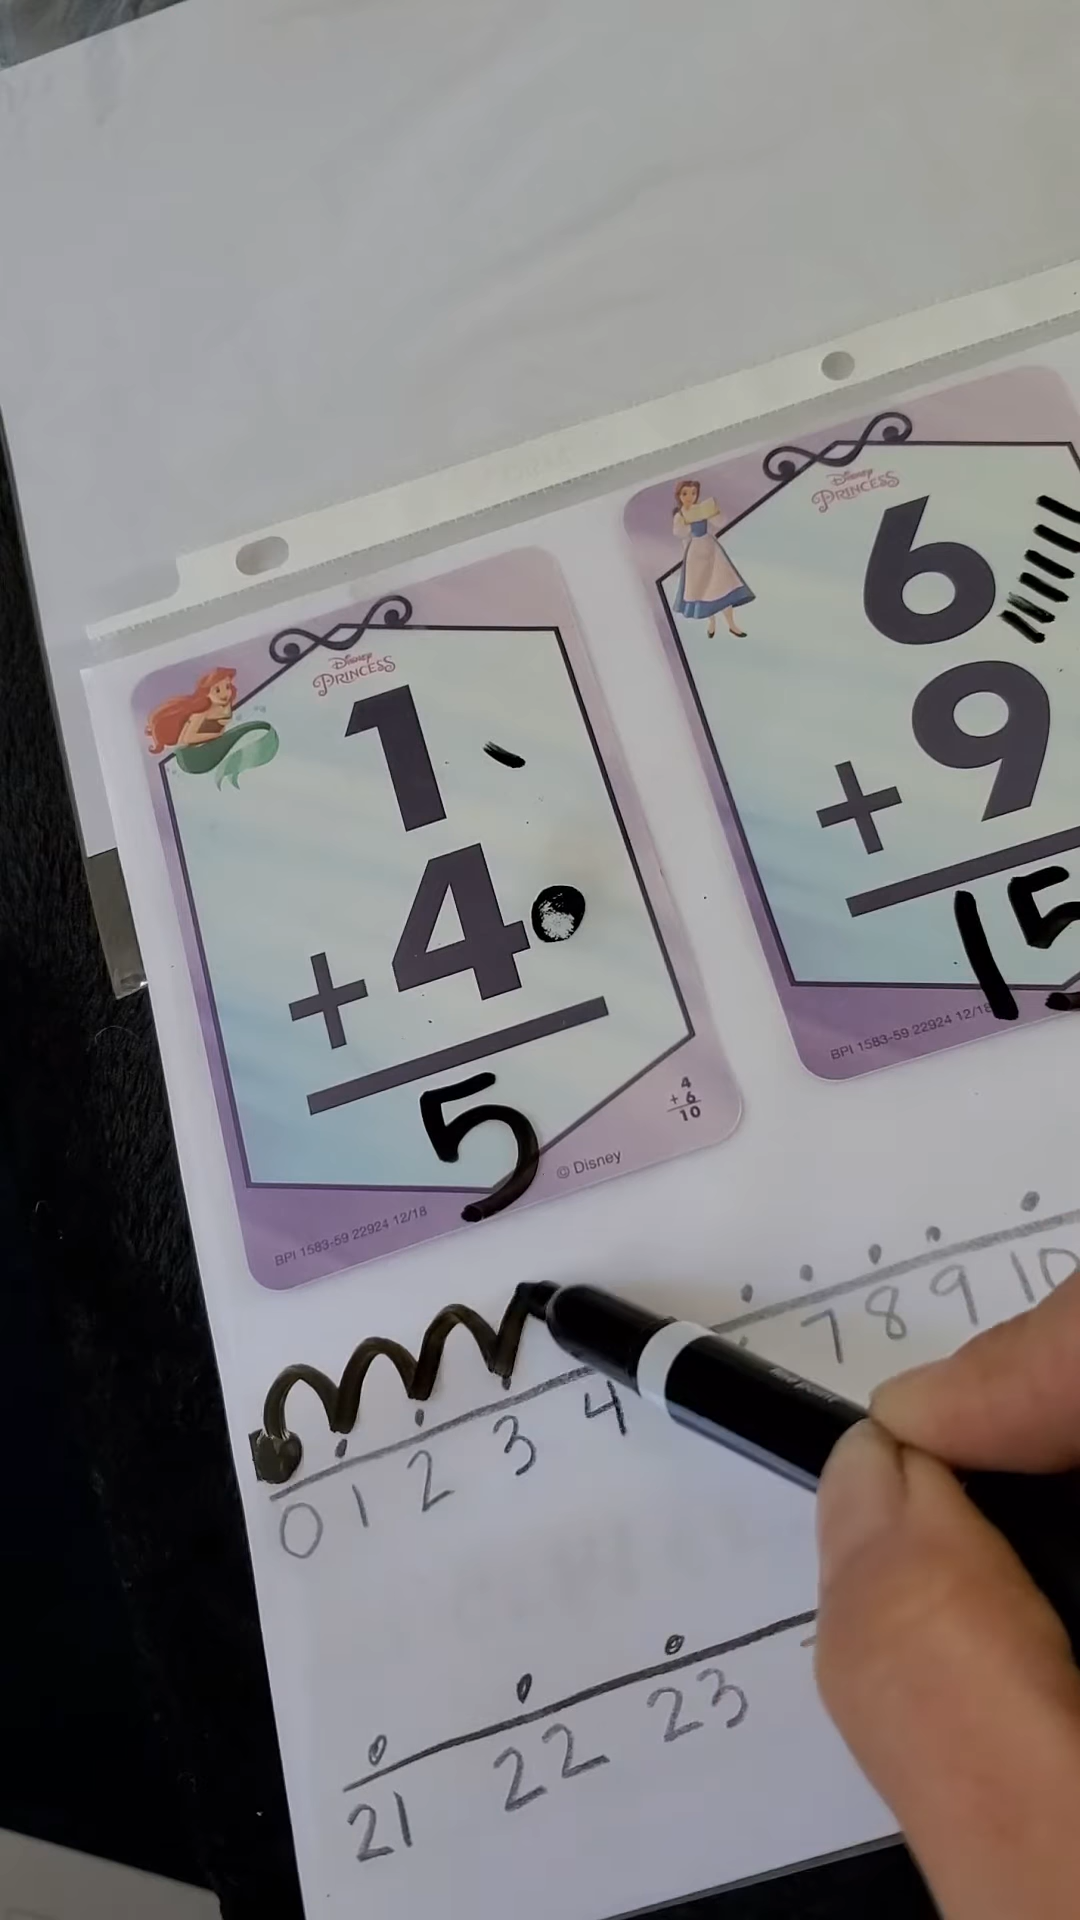 Disney
PRINCESS
1
+ 4
5
4
+ 6
10
© Disney
BPI 1583-59 22924 12/18
Disney
PRINCESS
6
+ 9
15
BPI 1583-59 22924 12/18
0 1 2 3 4 7 8 9 10
21 22 23